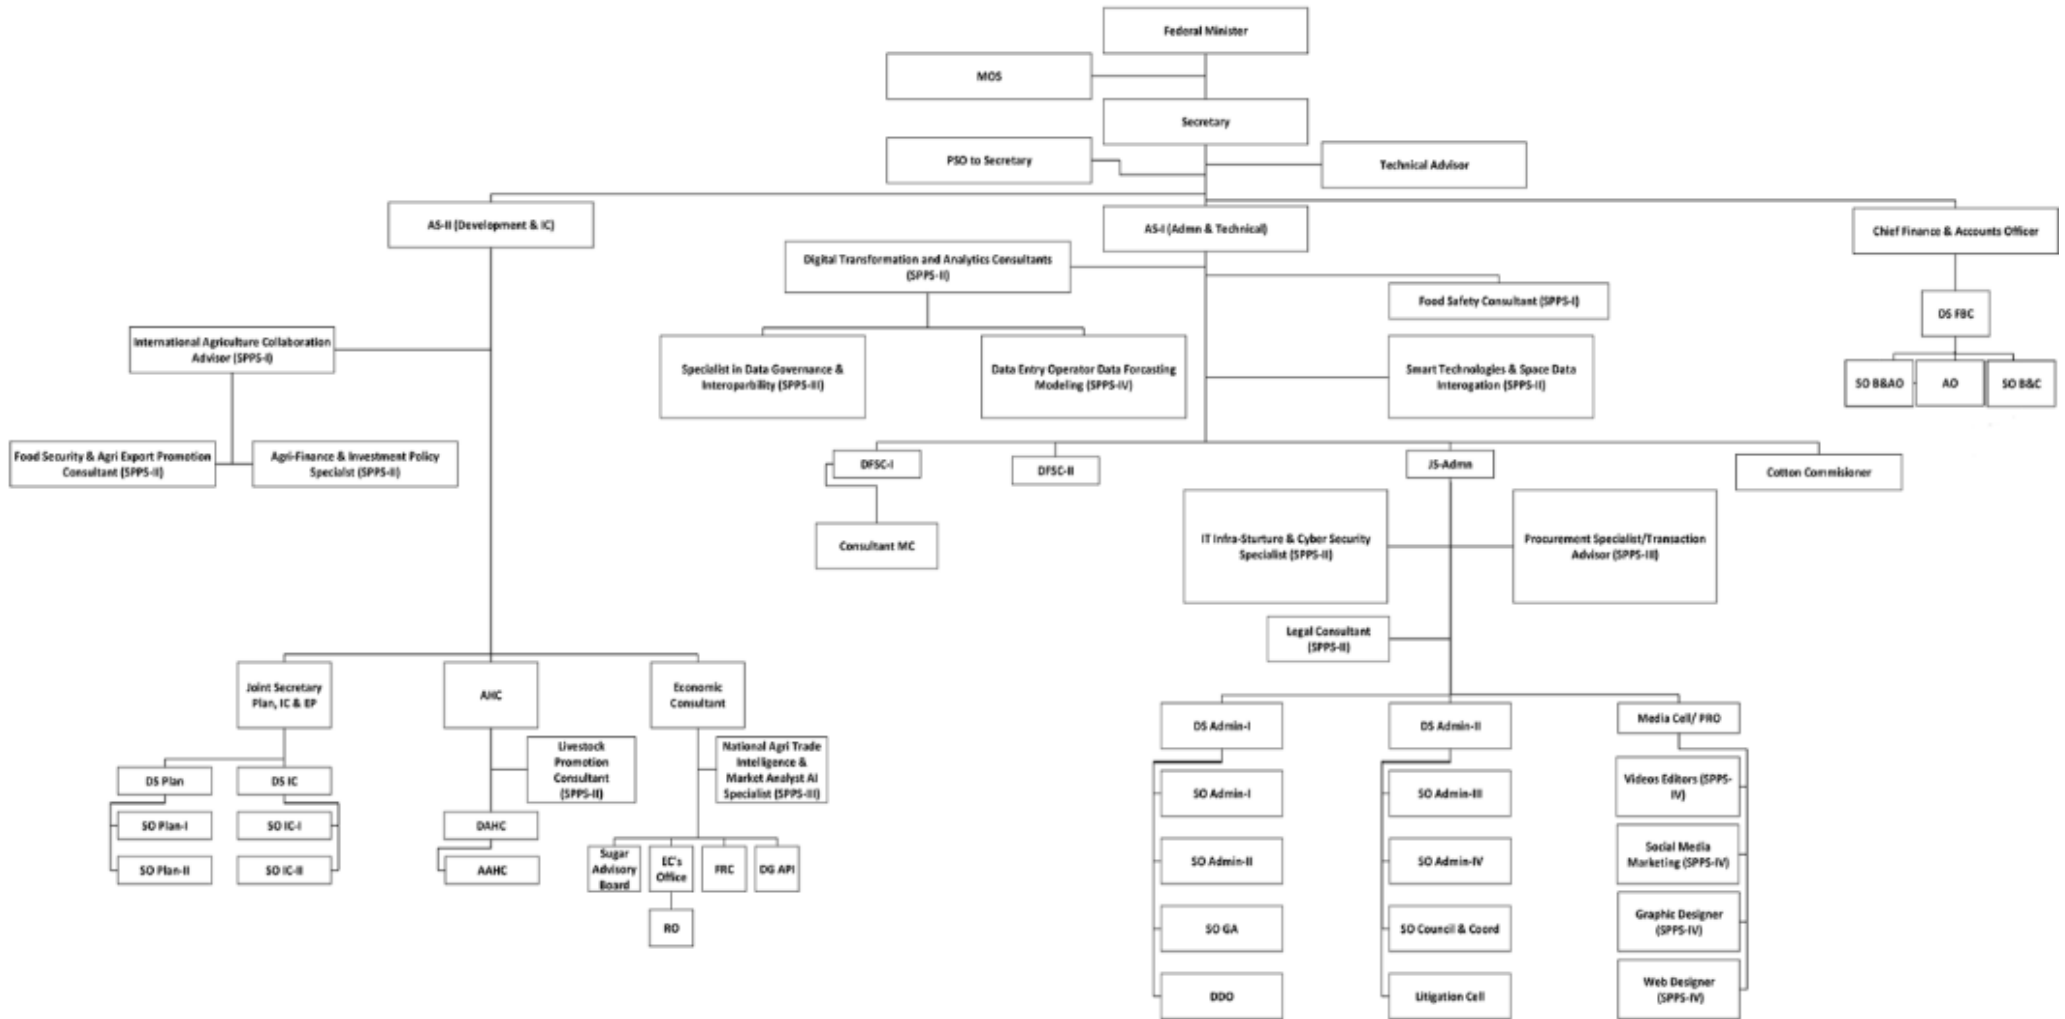 Federal Minister
MOS
Secretary
PSO to Secretary
Technical Advisor
AS-II (Development & IC)
AS-I (Admn & Technical)
Chief Finance & Accounts Officer
Digital Transformation and Analytics Consultants
(SPPS-II)
Food Safety Consultant (SPPS-I)
DS FBC
International Agriculture Collaboration
Advisor (SPPS-I)
Specialist in Data Governance &
Interoparbility (SPPS-III)
Data Entry Operator Data Forcasting
Modeling (SPPS-IV)
Smart Technologies & Space Data
Interogation (SPPS-II)
SO B&AO
AO
SO B&C
Food Security & Agri Export Promotion
Consultant (SPPS-II)
Agri-Finance & Investment Policy
Specialst (SPPS-II)
DFSC-I
DFSC-II
JS-Admn
Cotton Commisioner
Consultant MC
IT Infra-Sturture & Cyber Security
Specialist (SPPS-II)
Procurement Specialist/Transaction
Advisor (SPPS-III)
Legal Consultant
(SPPS-II)
Joint Secretary
Plan, IC & EP
AHC
Economic
Consultant
DS Admin-I
DS Admin-II
Media Cell/ PRO
Livestock
Promotion
Consultant
(SPPS-II)
National Agri Trade
Intelligence &
Market Analyst AI
Specialist (SPPS-III)
DS Plan
DS IC
Videos Editors (SPPS-
IV)
SO Admin-I
SO Admin-III
SO Plan-I
SO IC-I
DAHC
Social Media
Marketing (SPPS-IV)
SO Admin-II
SO Admin-IV
SO Plan-II
SO IC-II
AAHC
Sugar
Advisory
Board
EC's
Office
FRC
DG API
RO
SO GA
SO Council & Coord
Graphic Designer
(SPPS-IV)
DDO
Litigation Cell
Web Designer
(SPPS-IV)